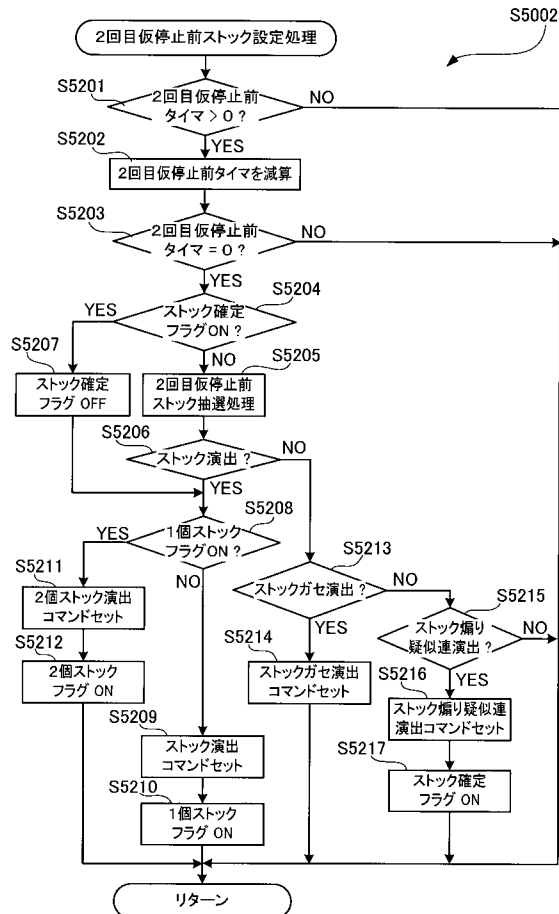 S5002
2回目仮停止前ストック設定処理
S5201
2回目仮停止前
タイマ > 0 ?
NO
YES
S5202
2回目仮停止前タイマを減算
S5203
2回目仮停止前
タイマ = 0 ?
NO
YES
S5204
ストック確定
フラグON ?
YES
NO
S5207
ストック確定
フラグ OFF
S5205
2回目仮停止前
ストック抽選処理
S5206
ストック演出 ?
NO
YES
S5208
1個ストック
フラグON ?
YES
NO
S5211
2個ストック演出
コマンドセット
S5212
2個ストック
フラグ ON
S5209
ストック演出
コマンドセット
S5210
1個ストック
フラグ ON
S5213
ストックガセ演出 ?
NO
YES
S5214
ストックガセ演出
コマンドセット
S5215
ストック煽り
疑似連演出 ?
NO
YES
S5216
ストック煽り疑似連
演出コマンドセット
S5217
ストック確定
フラグ ON
リターン